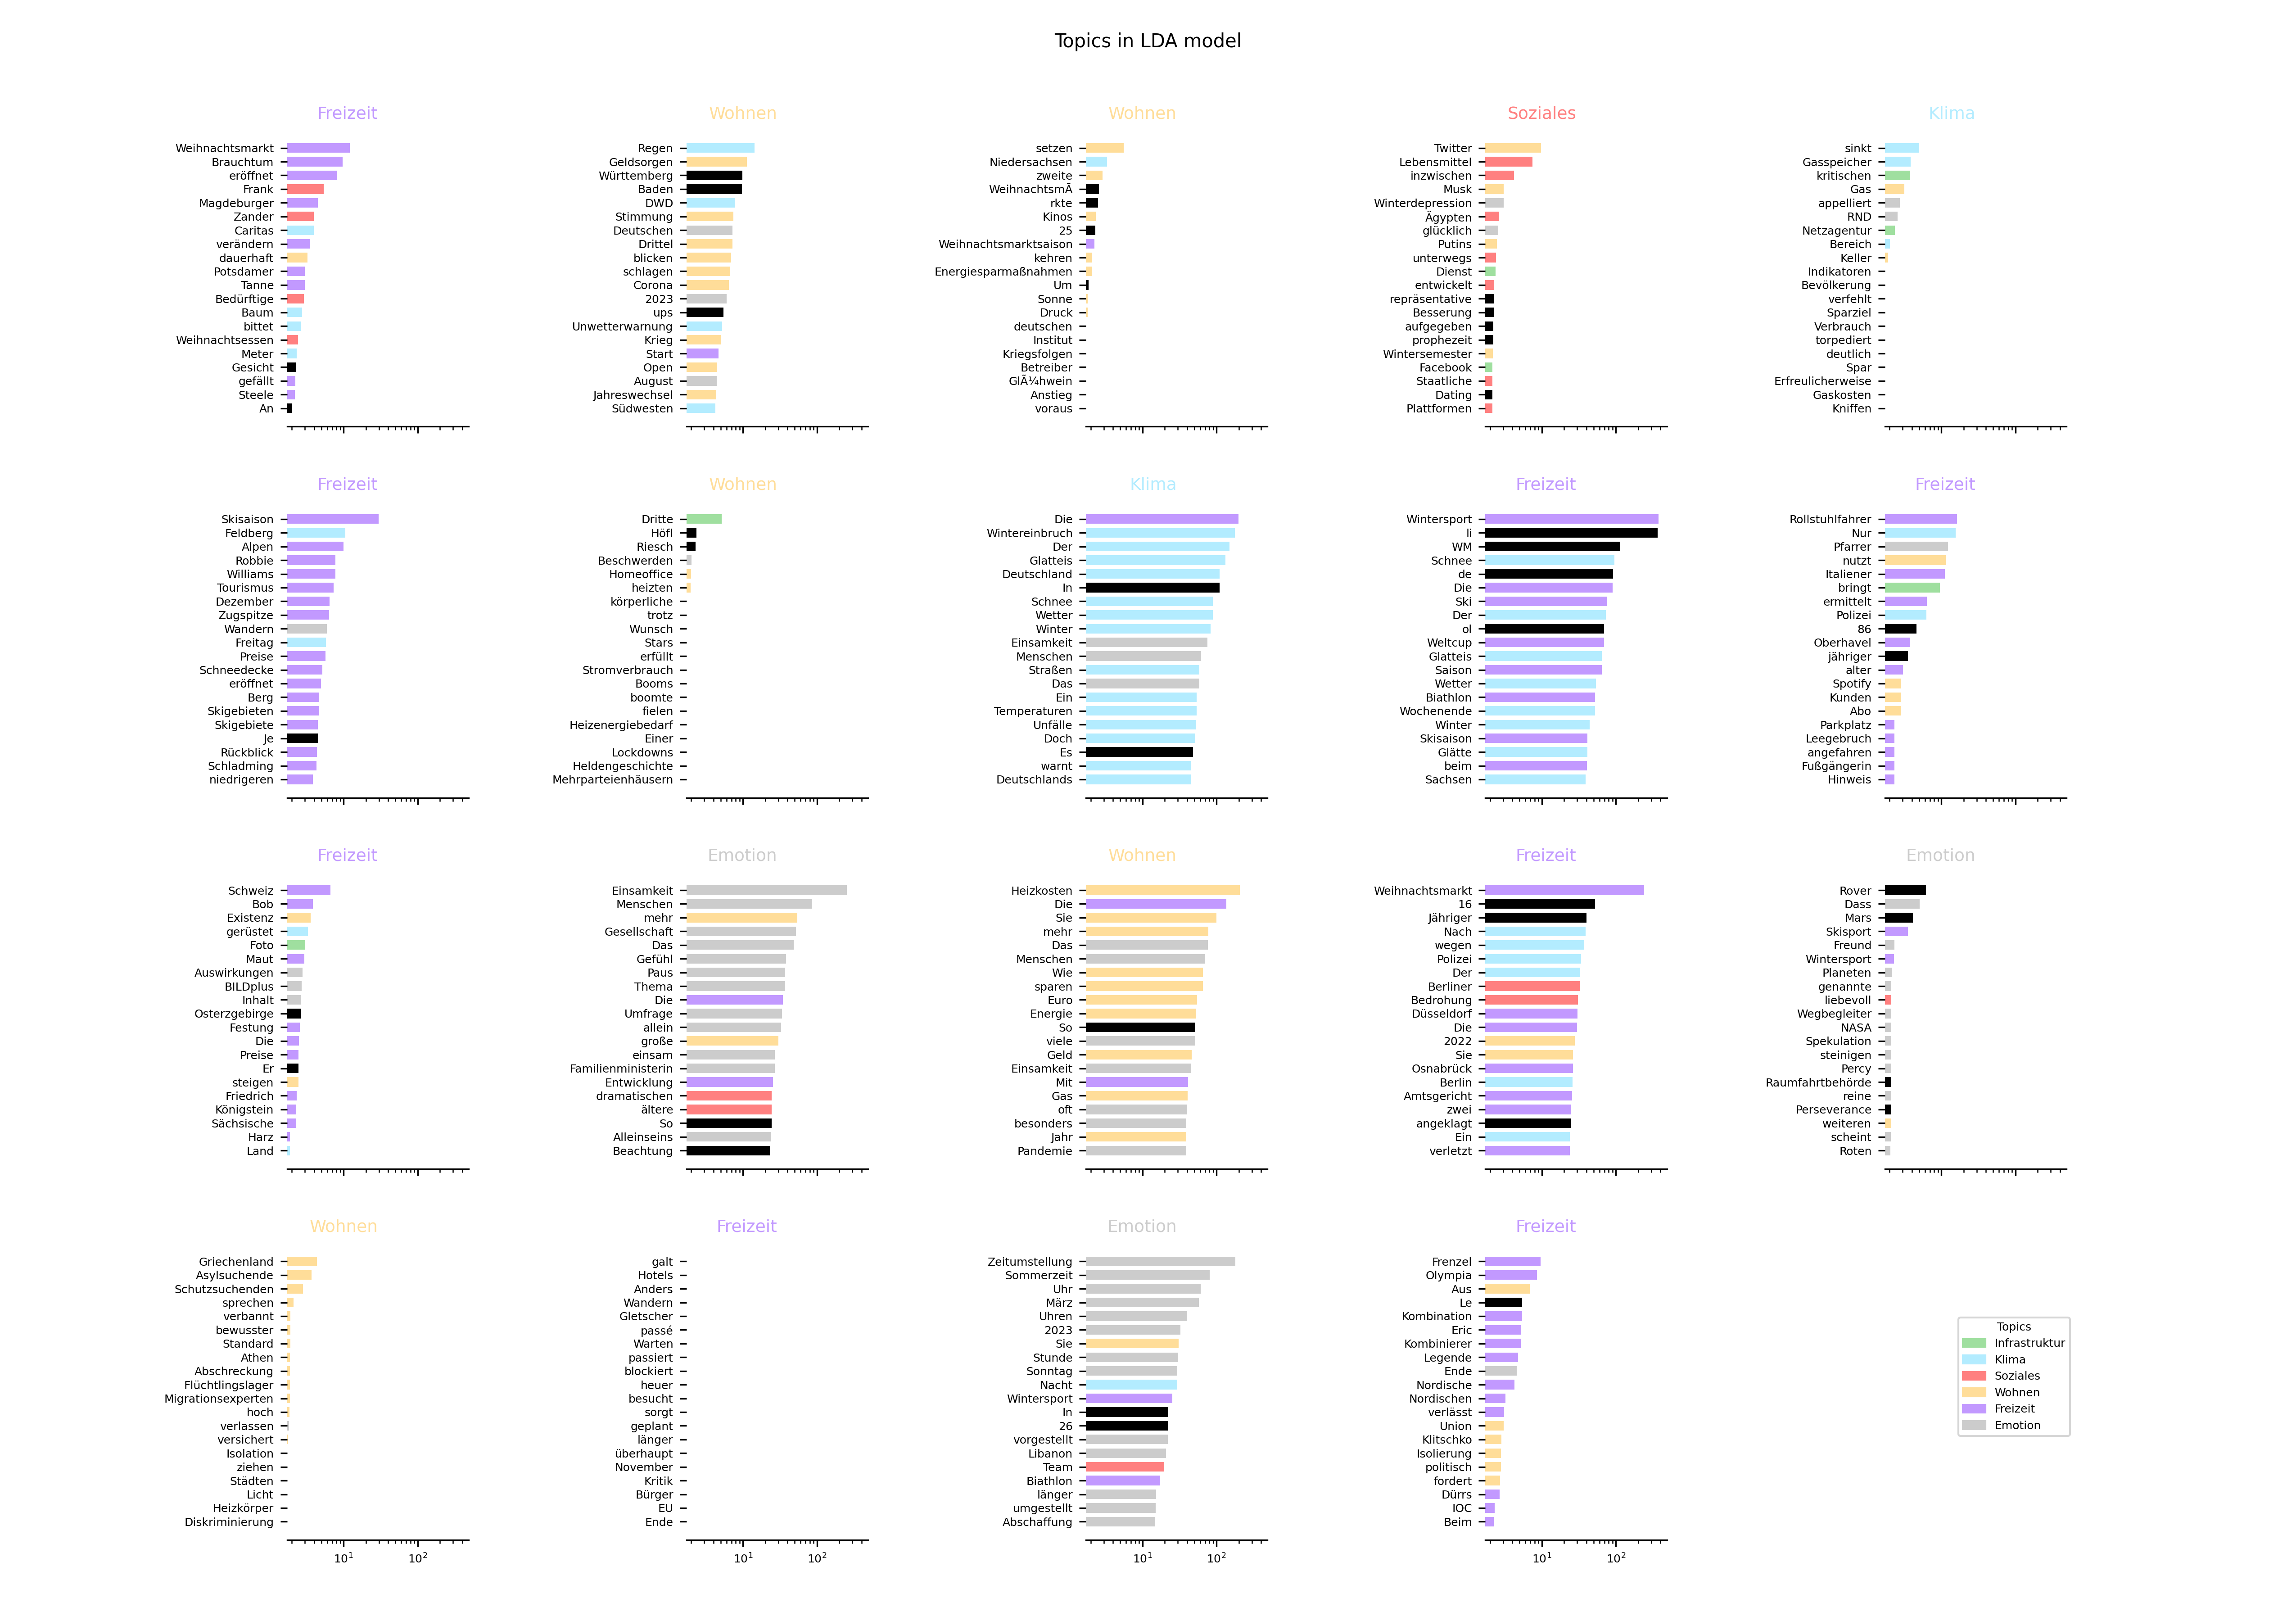 Topics in LDA model
Freizeit
Weihnachtsmarkt
Brauchtum
eröffnet
Frank
Magdeburger
Zander
Caritas
verändern
dauerhaft
Potsdamer
Tanne
Bedürftige
Baum
bittet
Weihnachtsessen
Meter
Gesicht
gefällt
Steele
An
Wohnen
Regen
Geldsorgen
Württemberg
Baden
DWD
Stimmung
Deutschen
Drittel
blicken
schlagen
Corona
2023
ups
Unwetterwarnung
Krieg
Start
Open
August
Jahreswechsel
Südwesten
Wohnen
setzen
Niedersachsen
zweite
WeihnachtsmÃ
rkte
Kinos
25
Weihnachtsmarktsaison
kehren
Energiesparmaßnahmen
Um
Sonne
Druck
deutschen
Institut
Kriegsfolgen
Betreiber
GlÃ¼hwein
Anstieg
voraus
Soziales
Twitter
Lebensmittel
inzwischen
Musk
Winterdepression
Ägypten
glücklich
Putins
unterwegs
Dienst
entwickelt
repräsentative
Besserung
aufgegeben
prophezeit
Wintersemester
Facebook
Staatliche
Dating
Plattformen
Klima
sinkt
Gasspeicher
kritischen
Gas
appelliert
RND
Netzagentur
Bereich
Keller
Indikatoren
Bevölkerung
verfehlt
Sparziel
Verbrauch
torpediert
deutlich
Spar
Erfreulicherweise
Gaskosten
Kniffen
Freizeit
Skisaison
Feldberg
Alpen
Robbie
Williams
Tourismus
Dezember
Zugspitze
Wandern
Freitag
Preise
Schneedecke
eröffnet
Berg
Skigebieten
Skigebiete
Je
Rückblick
Schladming
niedrigeren
Wohnen
Dritte
Höfl
Riesch
Beschwerden
Homeoffice
heizten
körperliche
trotz
Wunsch
Stars
erfüllt
Stromverbrauch
Booms
boomte
fielen
Heizenergiebedarf
Einer
Lockdowns
Heldengeschichte
Mehrparteienhäusern
Klima
Die
Wintereinbruch
Der
Glatteis
Deutschland
In
Schnee
Wetter
Winter
Einsamkeit
Menschen
Straßen
Das
Ein
Temperaturen
Unfälle
Doch
Es
warnt
Deutschlands
Freizeit
Wintersport
li
WM
Schnee
de
Die
Ski
Der
ol
Weltcup
Glatteis
Saison
Wetter
Biathlon
Wochenende
Winter
Skisaison
Glätte
beim
Sachsen
Freizeit
Rollstuhlfahrer
Nur
Pfarrer
nutzt
Italiener
bringt
ermittelt
Polizei
86
Oberhavel
jähriger
alter
Spotify
Kunden
Abo
Parkplatz
Leegebruch
angefahren
Fußgängerin
Hinweis
Freizeit
Schweiz
Bob
Existenz
gerüstet
Foto
Maut
Auswirkungen
BILDplus
Inhalt
Osterzgebirge
Festung
Die
Preise
Er
steigen
Friedrich
Königstein
Sächsische
Harz
Land
Emotion
Einsamkeit
Menschen
mehr
Gesellschaft
Das
Gefühl
Paus
Thema
Die
Umfrage
allein
große
einsam
Familienministerin
Entwicklung
dramatischen
ältere
So
Alleinseins
Beachtung
Wohnen
Heizkosten
Die
Sie
mehr
Das
Menschen
Wie
sparen
Euro
Energie
So
viele
Geld
Einsamkeit
Mit
Gas
oft
besonders
Jahr
Pandemie
Freizeit
Weihnachtsmarkt
16
Jähriger
Nach
wegen
Polizei
Der
Berliner
Bedrohung
Düsseldorf
Die
2022
Sie
Osnabrück
Berlin
Amtsgericht
zwei
angeklagt
Ein
verletzt
Emotion
Rover
Dass
Mars
Skisport
Freund
Wintersport
Planeten
genannte
liebevoll
Wegbegleiter
NASA
Spekulation
steinigen
Percy
Raumfahrtbehörde
reine
Perseverance
weiteren
scheint
Roten
Wohnen
Griechenland
Asylsuchende
Schutzsuchenden
sprechen
verbannt
bewusster
Standard
Athen
Abschreckung
Flüchtlingslager
Migrationsexperten
hoch
verlassen
versichert
Isolation
ziehen
Städten
Licht
Heizkörper
Diskriminierung
10¹ 10²
Freizeit
galt
Hotels
Anders
Wandern
Gletscher
passé
Warten
passiert
blockiert
heuer
besucht
sorgt
geplant
länger
überhaupt
November
Kritik
Bürger
EU
Ende
10¹ 10²
Emotion
Zeitumstellung
Sommerzeit
Uhr
März
Uhren
2023
Sie
Stunde
Sonntag
Nacht
Wintersport
In
26
vorgestellt
Libanon
Team
Biathlon
länger
umgestellt
Abschaffung
10¹ 10²
Freizeit
Frenzel
Olympia
Aus
Le
Kombination
Eric
Kombinierer
Legende
Ende
Nordische
Nordischen
verlässt
Union
Klitschko
Isolierung
politisch
fordert
Dürrs
IOC
Beim
10¹ 10²
Topics
Infrastruktur
Klima
Soziales
Wohnen
Freizeit
Emotion